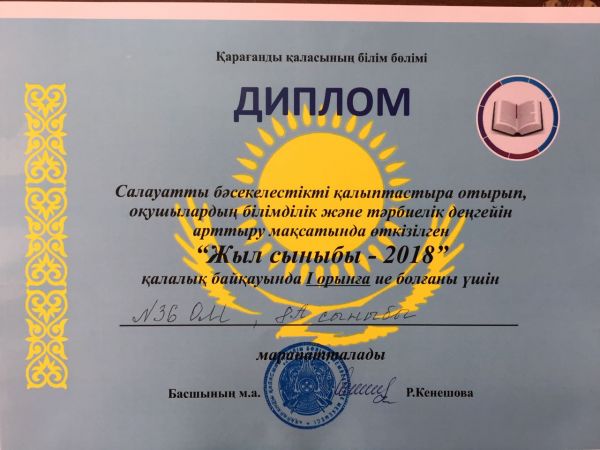 Қарағанды қаласының білім бөлімі
ДИПЛОМ
Салауатты бәсекелестікті қалыптастыра отырып,
оқушылардың білімділік және тәрбиелік деңгейін
арттыру мақсатында өткізілген
“Жыл сыныбы - 2018”
қалалық байқауында I орынға ие болғаны үшін
N36 ОМ, 8А сыныбы
марапатталады
Басшының м.а. Р.Кенешова